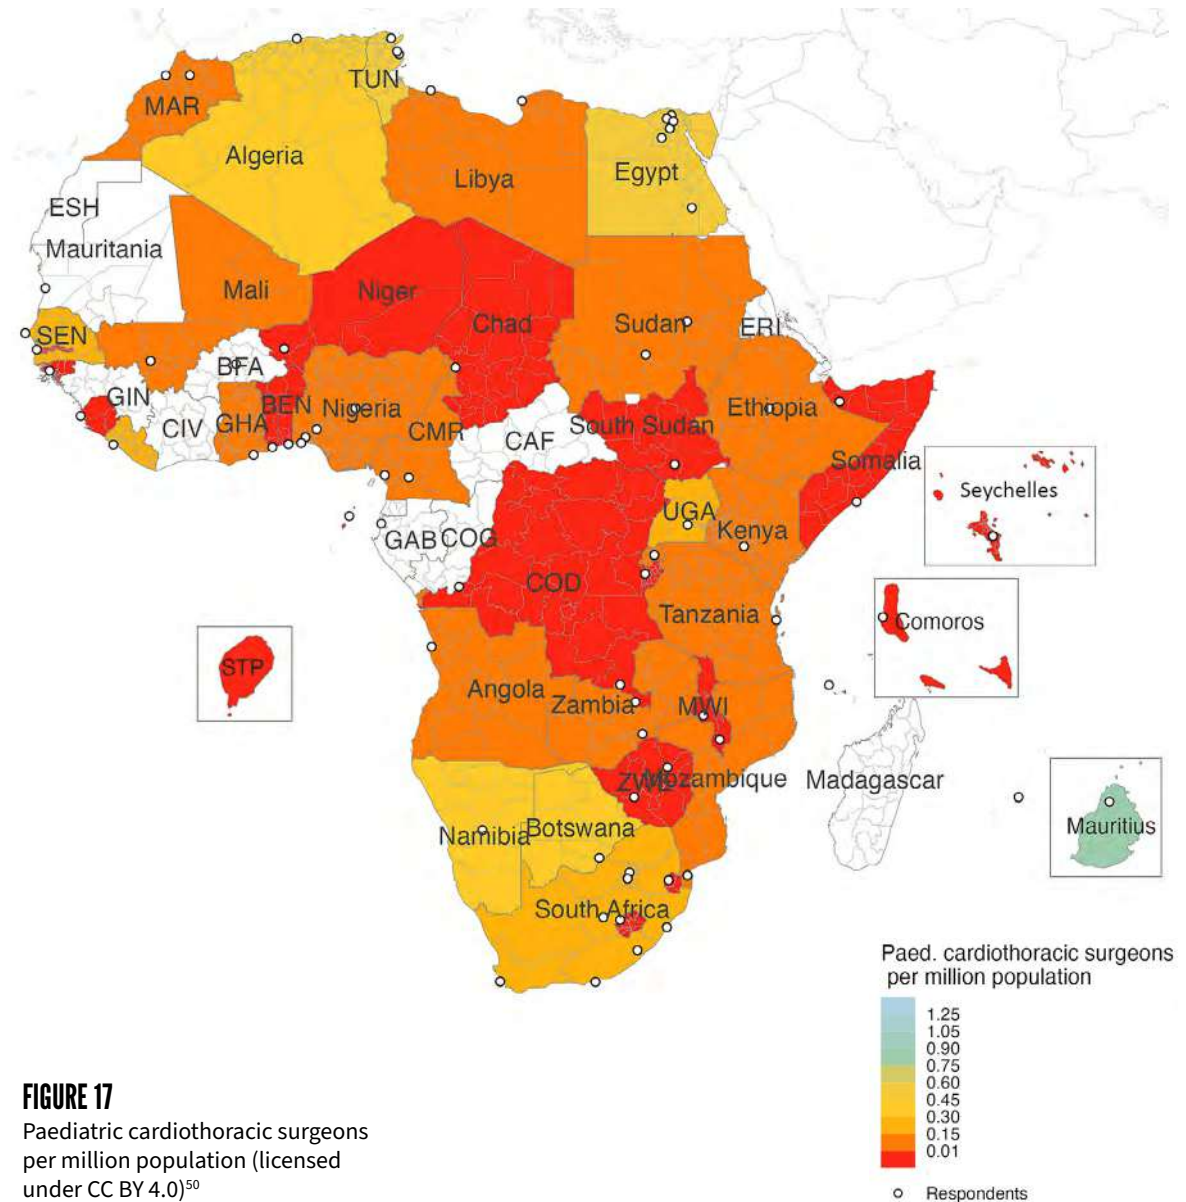 TUN
MAR
Algeria
Libya
Egypt
ESH
Mauritania
Mali
Niger
Chad
Sudan
ERI
SEN
BFA
GIN
CIV
GHA
BEN
Nigeria
CMR
CAF
South Sudan
Ethiopia
Somalia
Seychelles
UGA
Kenya
GAB
COG
COD
Tanzania
Comoros
STP
Angola
Zambia
MWI
ZWE
Mozambique
Madagascar
Mauritius
Namibia
Botswana
South Africa
Paed. cardiothoracic surgeons
per million population
1.25
1.05
0.90
0.75
0.60
0.45
0.30
0.15
0.01
Respondents
FIGURE 17
Paediatric cardiothoracic surgeons
per million population (licensed
under CC BY 4.0)50